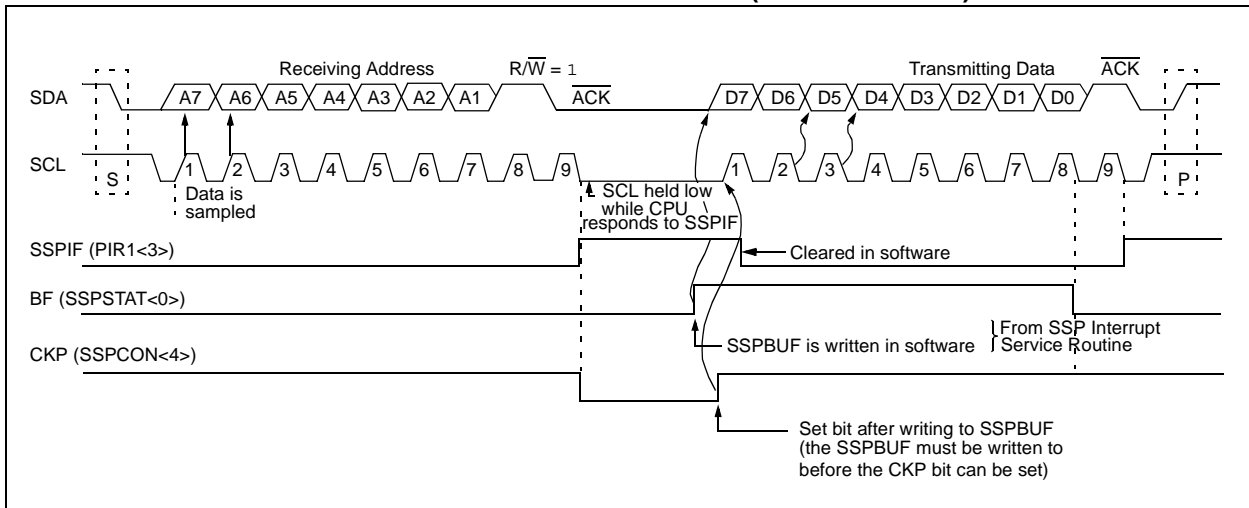 Receiving Address R/W = 1 Transmitting Data ACK
SDA A7 A6 A5 A4 A3 A2 A1 ACK D7 D6 D5 D4 D3 D2 D1 D0
SCL S 1 2 3 4 5 6 7 8 9 1 2 3 4 5 6 7 8 9 P
Data is
sampled
SCL held low
while CPU
responds to SSPIF
SSPIF (PIR1<3>)
Cleared in software
BF (SSPSTAT<0>)
SSPBUF is written in software
From SSP Interrupt
Service Routine
CKP (SSPCON<4>)
Set bit after writing to SSPBUF
(the SSPBUF must be written to
before the CKP bit can be set)